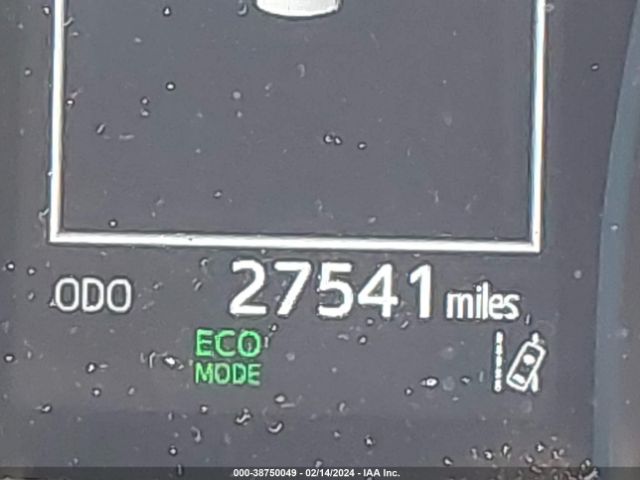 ODO 27541 miles
ECO
MODE
000-38750049 - 02/14/2024 - IAA Inc.